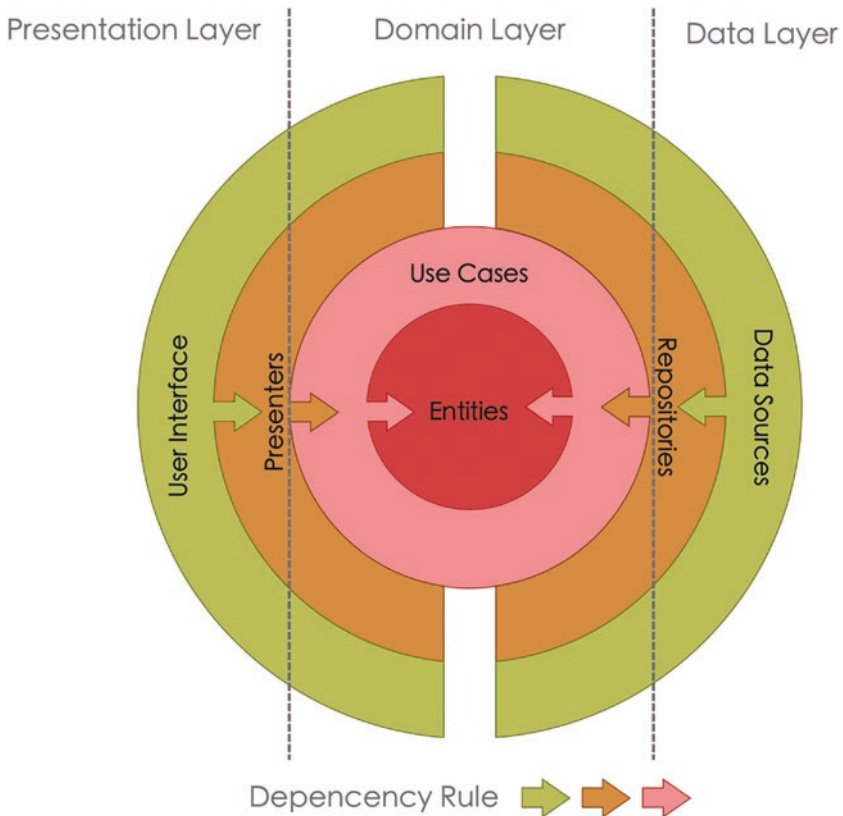 Presentation Layer
Domain Layer
Data Layer
Use Cases
User Interface
Presenters
Entities
Repositories
Data Sources
Depencency Rule